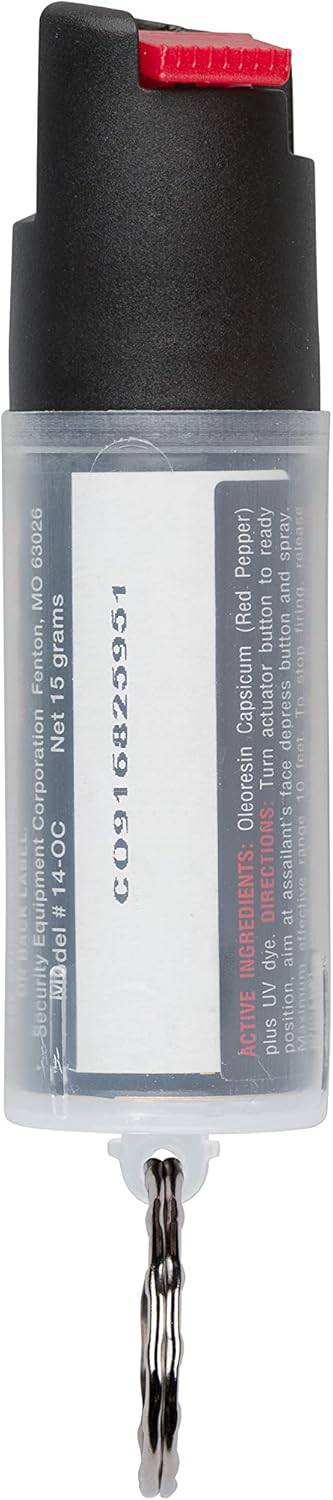 ON BACK LABEL.
Security Equipment Corporation Fenton, MO 63026
Model # 14-OC Net 15 grams
CO916825951
ACTIVE INGREDIENTS: Oleoresin Capsicum (Red Pepper)
plus UV dye. DIRECTIONS: Turn actuator button to ready
position, aim at assailant's face depress button and spray.
Maximum effective range 10 feet. To stop firing, release